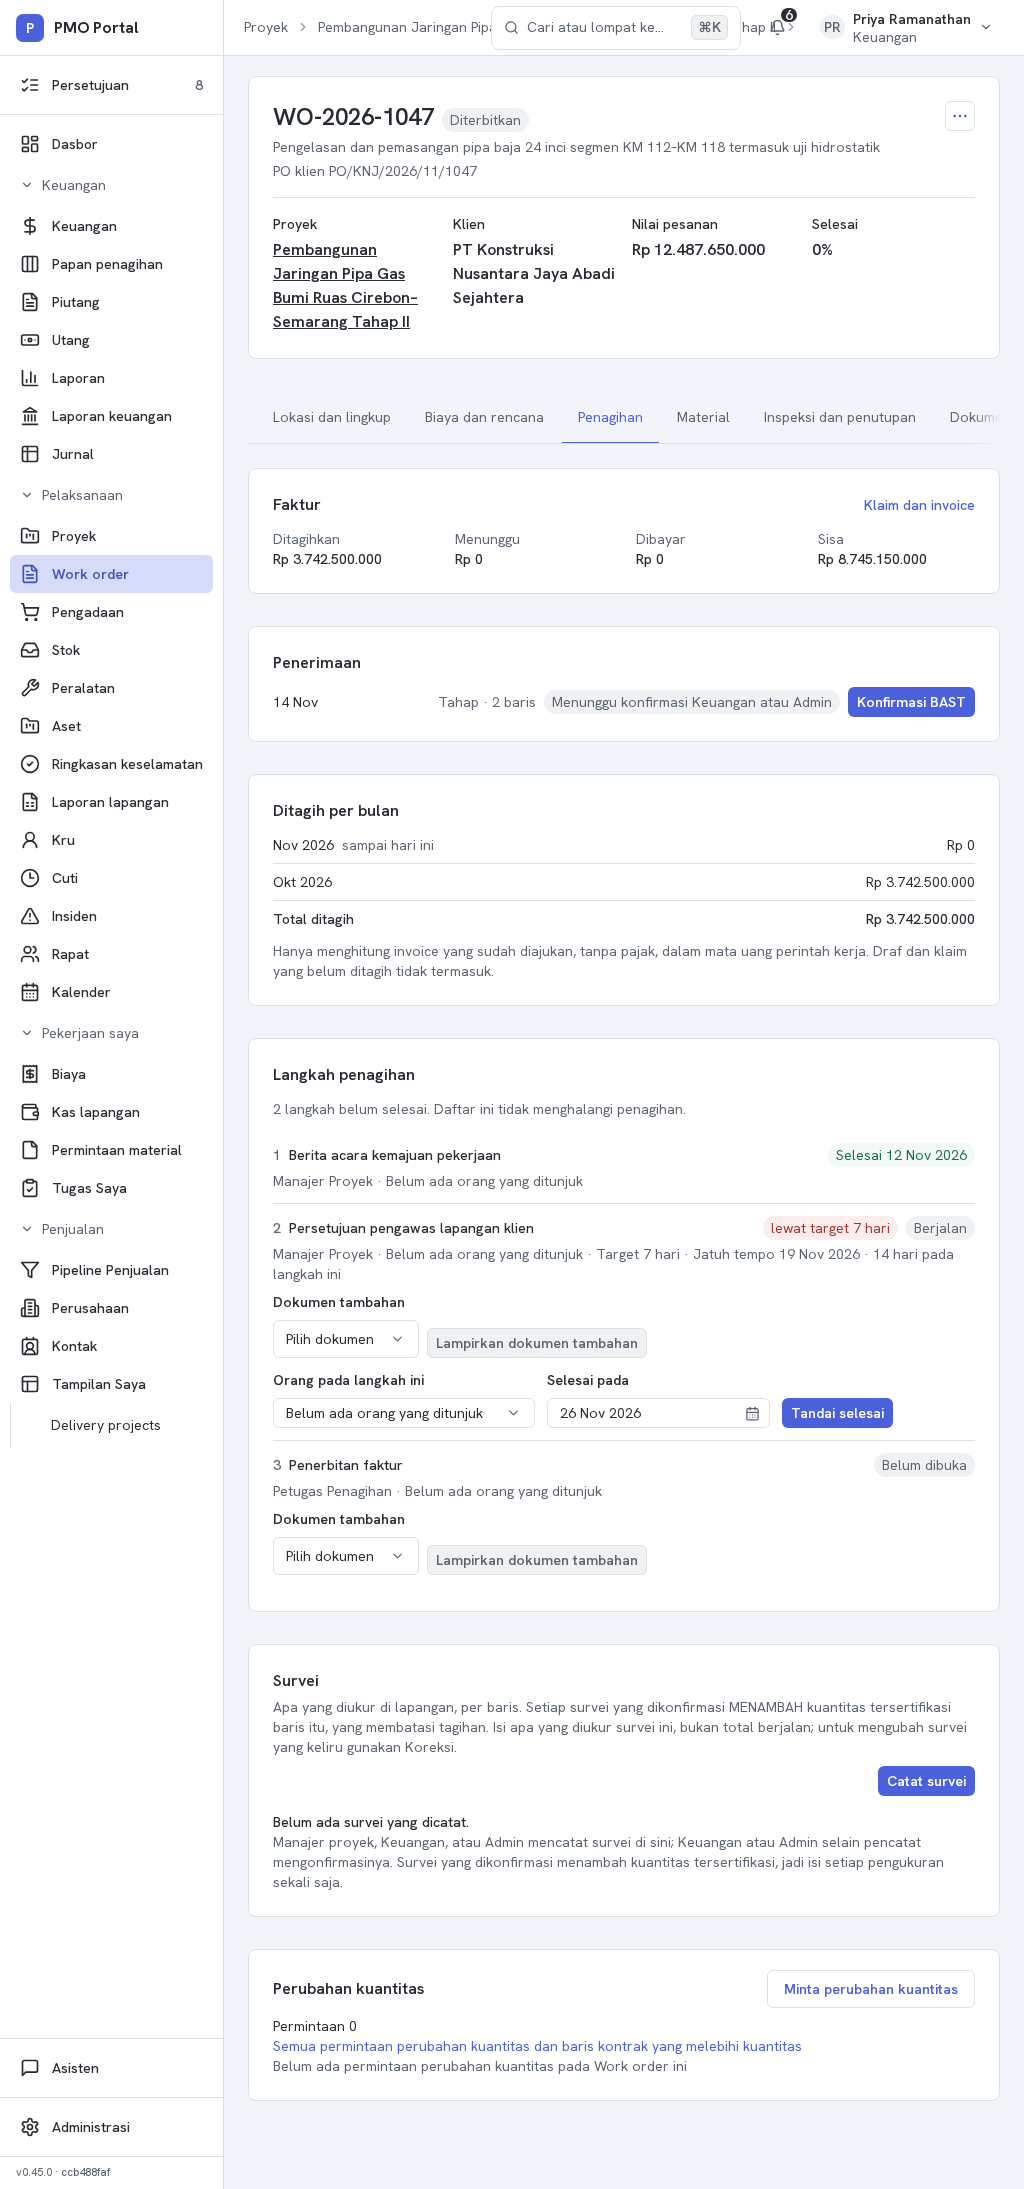 P PMO Portal
Proyek
Pembangunan Jaringan Pipa
Cari atau lompat ke... ⌘K
hap
6
PR
Priya Ramanathan
Keuangan
Persetujuan 8
Dasbor
Keuangan
Keuangan
Papan penagihan
Piutang
Utang
Laporan
Laporan keuangan
Jurnal
Pelaksanaan
Proyek
Work order
Pengadaan
Stok
Peralatan
Aset
Ringkasan keselamatan
Laporan lapangan
Kru
Cuti
Insiden
Rapat
Kalender
Pekerjaan saya
Biaya
Kas lapangan
Permintaan material
Tugas Saya
Penjualan
Pipeline Penjualan
Perusahaan
Kontak
Tampilan Saya
Delivery projects
Asisten
Administrasi
v0.45.0 · ccb488faf
WO-2026-1047 Diterbitkan
Pengelasan dan pemasangan pipa baja 24 inci segmen KM 112–KM 118 termasuk uji hidrostatik
PO klien PO/KNJ/2026/11/1047
Proyek
Pembangunan
Jaringan Pipa Gas
Bumi Ruas Cirebon–
Semarang Tahap II
Klien
PT Konstruksi
Nusantara Jaya Abadi
Sejahtera
Nilai pesanan
Rp 12.487.650.000
Selesai
0%
Lokasi dan lingkup Biaya dan rencana Penagihan Material Inspeksi dan penutupan Dokum
Faktur Klaim dan invoice
Ditagihkan Menunggu Dibayar Sisa
Rp 3.742.500.000 Rp 0 Rp 0 Rp 8.745.150.000
Penerimaan
14 Nov Tahap · 2 baris Menunggu konfirmasi Keuangan atau Admin Konfirmasi BAST
Ditagih per bulan
Nov 2026 sampai hari ini Rp 0
Okt 2026 Rp 3.742.500.000
Total ditagih Rp 3.742.500.000
Hanya menghitung invoice yang sudah diajukan, tanpa pajak, dalam mata uang perintah kerja. Draf dan klaim
yang belum ditagih tidak termasuk.
Langkah penagihan
2 langkah belum selesai. Daftar ini tidak menghalangi penagihan.
1 Berita acara kemajuan pekerjaan Selesai 12 Nov 2026
Manajer Proyek · Belum ada orang yang ditunjuk
2 Persetujuan pengawas lapangan klien lewat target 7 hari Berjalan
Manajer Proyek · Belum ada orang yang ditunjuk · Target 7 hari · Jatuh tempo 19 Nov 2026 · 14 hari pada
langkah ini
Dokumen tambahan
Pilih dokumen Lampirkan dokumen tambahan
Orang pada langkah ini Selesai pada
Belum ada orang yang ditunjuk 26 Nov 2026 Tandai selesai
3 Penerbitan faktur Belum dibuka
Petugas Penagihan · Belum ada orang yang ditunjuk
Dokumen tambahan
Pilih dokumen Lampirkan dokumen tambahan
Survei
Apa yang diukur di lapangan, per baris. Setiap survei yang dikonfirmasi MENAMBAH kuantitas tersertifikasi
baris itu, yang membatasi tagihan. Isi apa yang diukur survei ini, bukan total berjalan; untuk mengubah survei
yang keliru gunakan Koreksi.
Catat survei
Belum ada survei yang dicatat.
Manajer proyek, Keuangan, atau Admin mencatat survei di sini; Keuangan atau Admin selain pencatat
mengonfirmasinya. Survei yang dikonfirmasi menambah kuantitas tersertifikasi, jadi isi setiap pengukuran
sekali saja.
Perubahan kuantitas Minta perubahan kuantitas
Permintaan 0
Semua permintaan perubahan kuantitas dan baris kontrak yang melebihi kuantitas
Belum ada permintaan perubahan kuantitas pada Work order ini